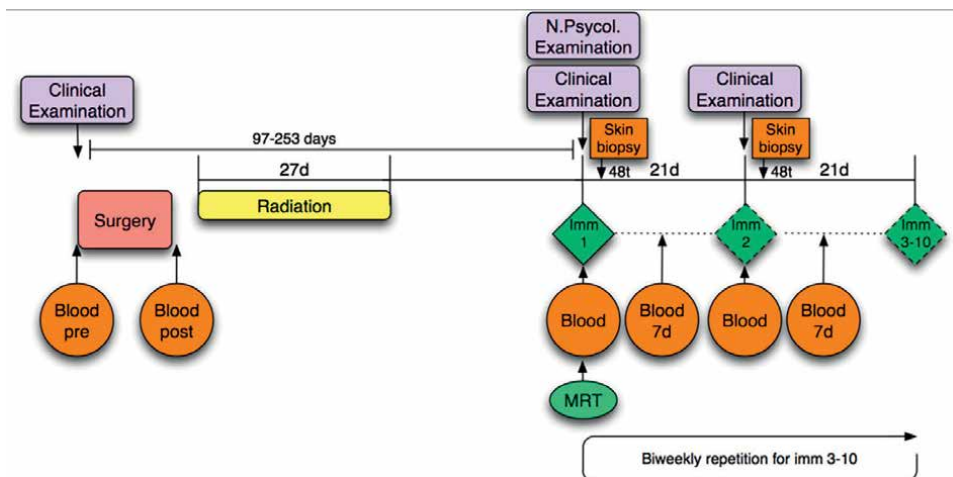 N.Psycol.
Examination
Clinical
Examination
Clinical
Examination
Clinical
Examination
97-253 days
Skin
biopsy
Skin
biopsy
27d
48t
21d
48t
21d
Radiation
Surgery
Imm
1
Imm
2
Imm
3-10
Blood
pre
Blood
post
Blood
Blood
7d
Blood
Blood
7d
MRT
Biweekly repetition for imm 3-10